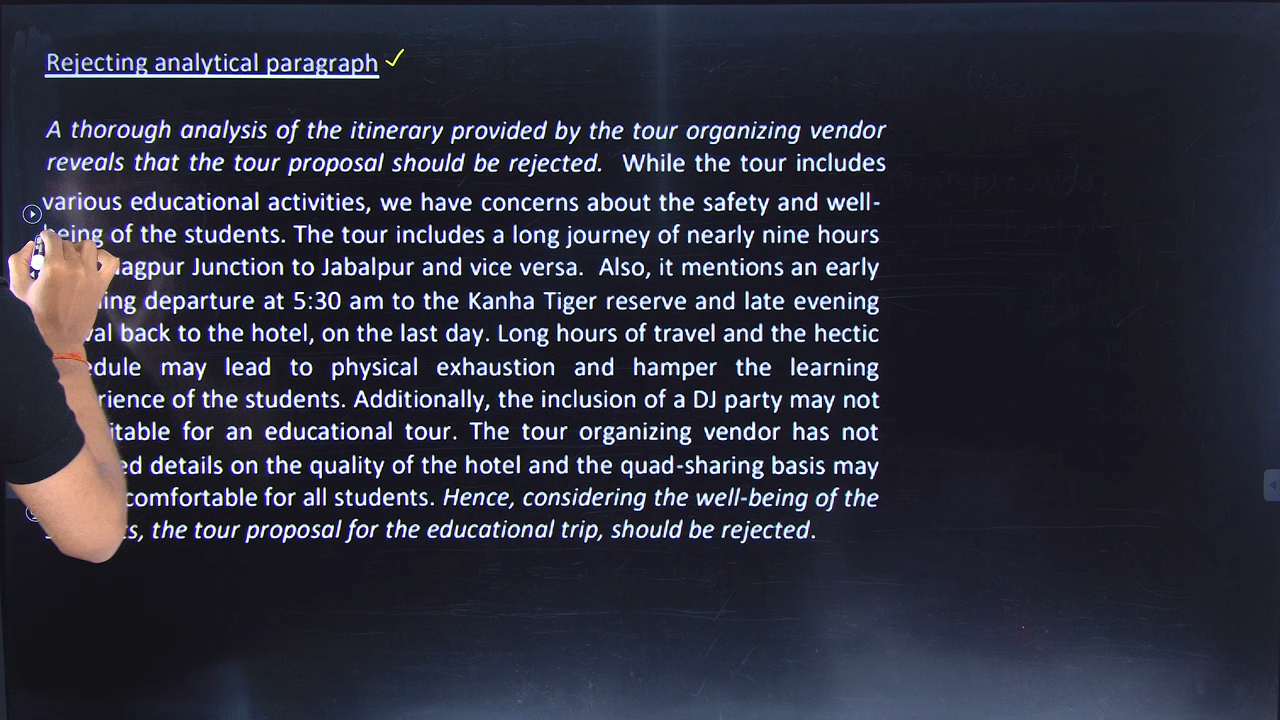 Rejecting analytical paragraph
A thorough analysis of the itinerary provided by the tour organizing vendor
reveals that the tour proposal should be rejected. While the tour includes
various educational activities, we have concerns about the safety and well-
being of the students. The tour includes a long journey of nearly nine hours
Junction to Jabalpur and vice versa. Also, it mentions an early
departure at 5:30 am to the Kanha Tiger reserve and late evening
back to the hotel, on the last day. Long hours of travel and the hectic
may lead to physical exhaustion and hamper the learning
of the students. Additionally, the inclusion of a DJ party may not
for an educational tour. The tour organizing vendor has not
details on the quality of the hotel and the quad-sharing basis may
comfortable for all students. Hence, considering the well-being of the
the tour proposal for the educational trip, should be rejected.